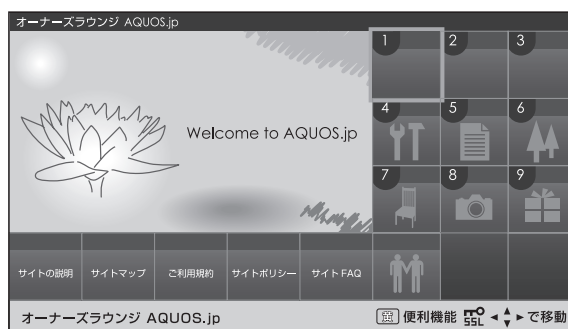 オーナーズラウンジ AQUOS.jp
Welcome to AQUOS.jp
1 2 3
4 5 6
7 8 9
サイトの説明 サイトマップ ご利用規約 サイトポリシー サイトFAQ
オーナーズラウンジ AQUOS.jp 黄 便利機能 SSL ◀▲▼▶で移動